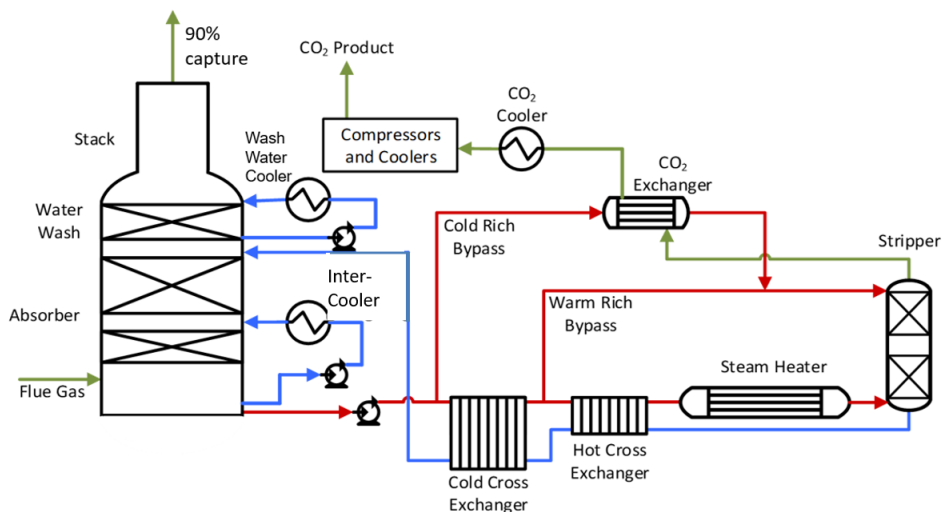 90%
capture
CO₂ Product
CO₂
Cooler
Compressors
and Coolers
Stack
Wash
Water
Cooler
CO₂
Exchanger
Water
Wash
Cold Rich
Bypass
Stripper
Inter-
Cooler
Warm Rich
Bypass
Absorber
Steam Heater
Flue Gas
Hot Cross
Exchanger
Cold Cross
Exchanger